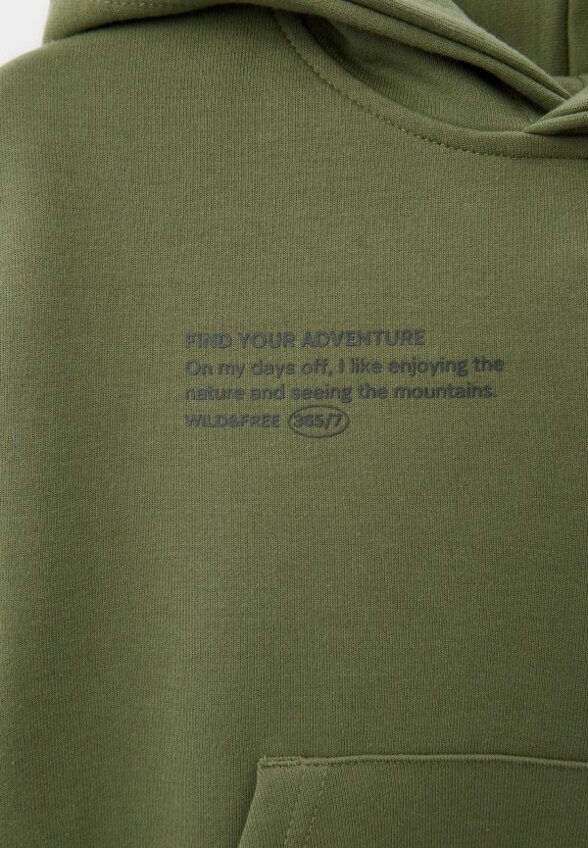 FIND YOUR ADVENTURE
On my days off, I like enjoying the
nature and seeing the mountains.
WILD&FREE 365/7